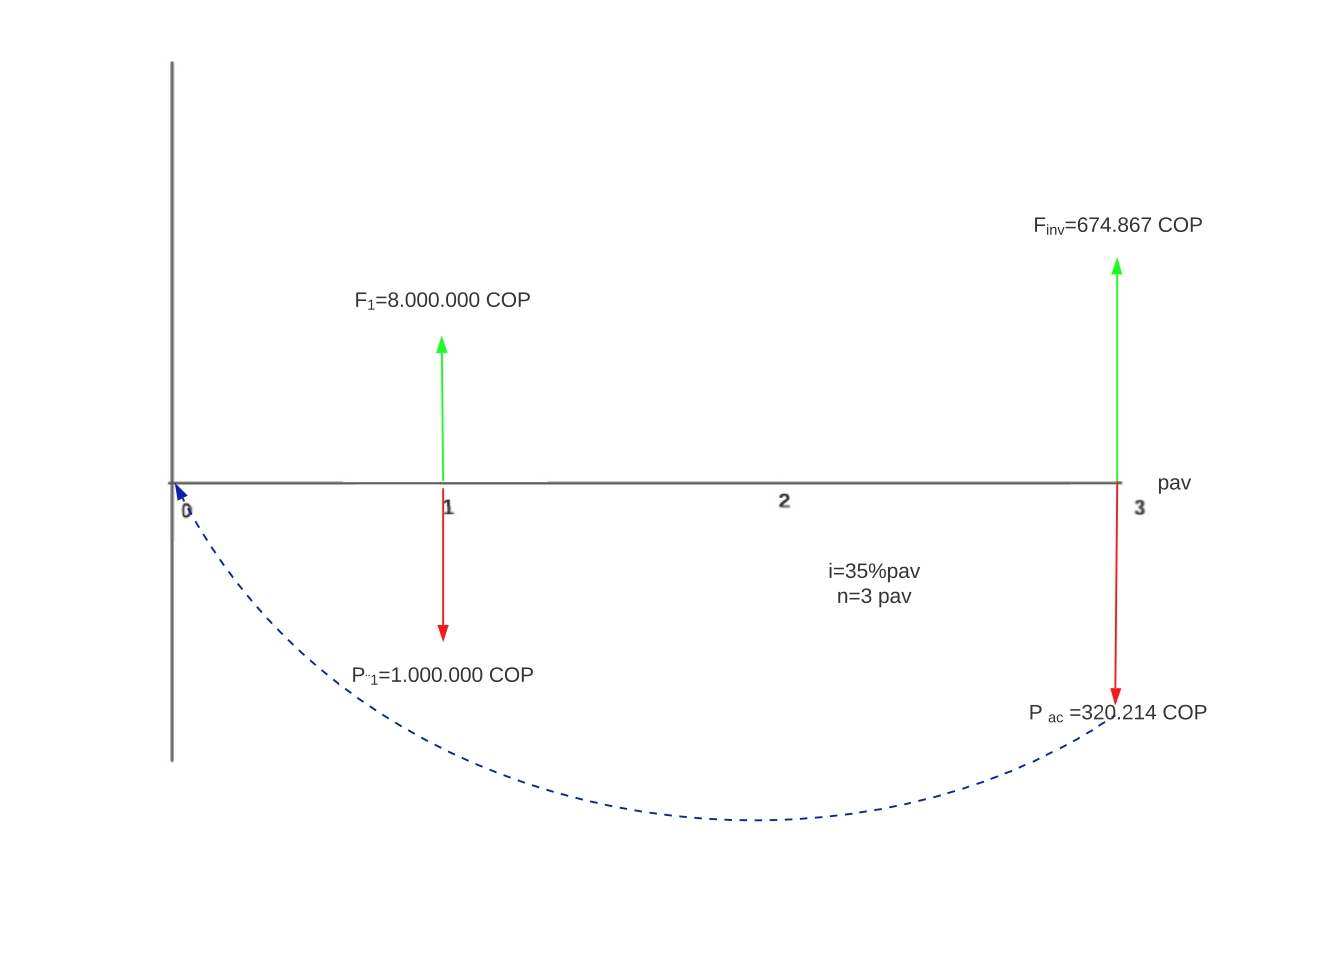 Finv=674.867 COP
F1=8.000.000 COP
pav
0
1
2
3
i=35%pav
n=3 pav
P¨1=1.000.000 COP
P ac =320.214 COP